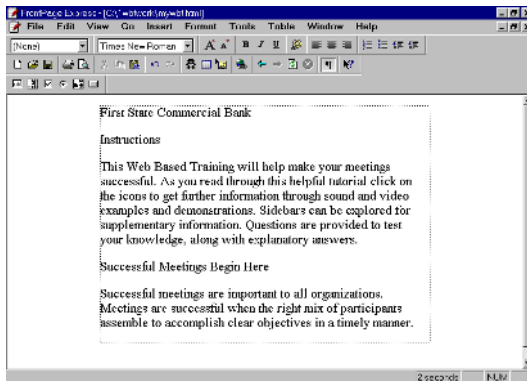 FrontPage Express - [C:\wbtwork\mywbt.html]
File Edit View Go Insert Format Tools Table Window Help
(None) Times New Roman
First State Commercial Bank
Instructions
This Web Based Training will help make your meetings
successful. As you read through this helpful tutorial click on
the icons to get further information through sound and video
examples and demonstrations. Sidebars can be explored for
supplementary information. Questions are provided to test
your knowledge, along with explanatory answers.
Successful Meetings Begin Here
Successful meetings are important to all organizations.
Meetings are successful when the right mix of participants
assemble to accomplish clear objectives in a timely manner.
2 seconds NUM